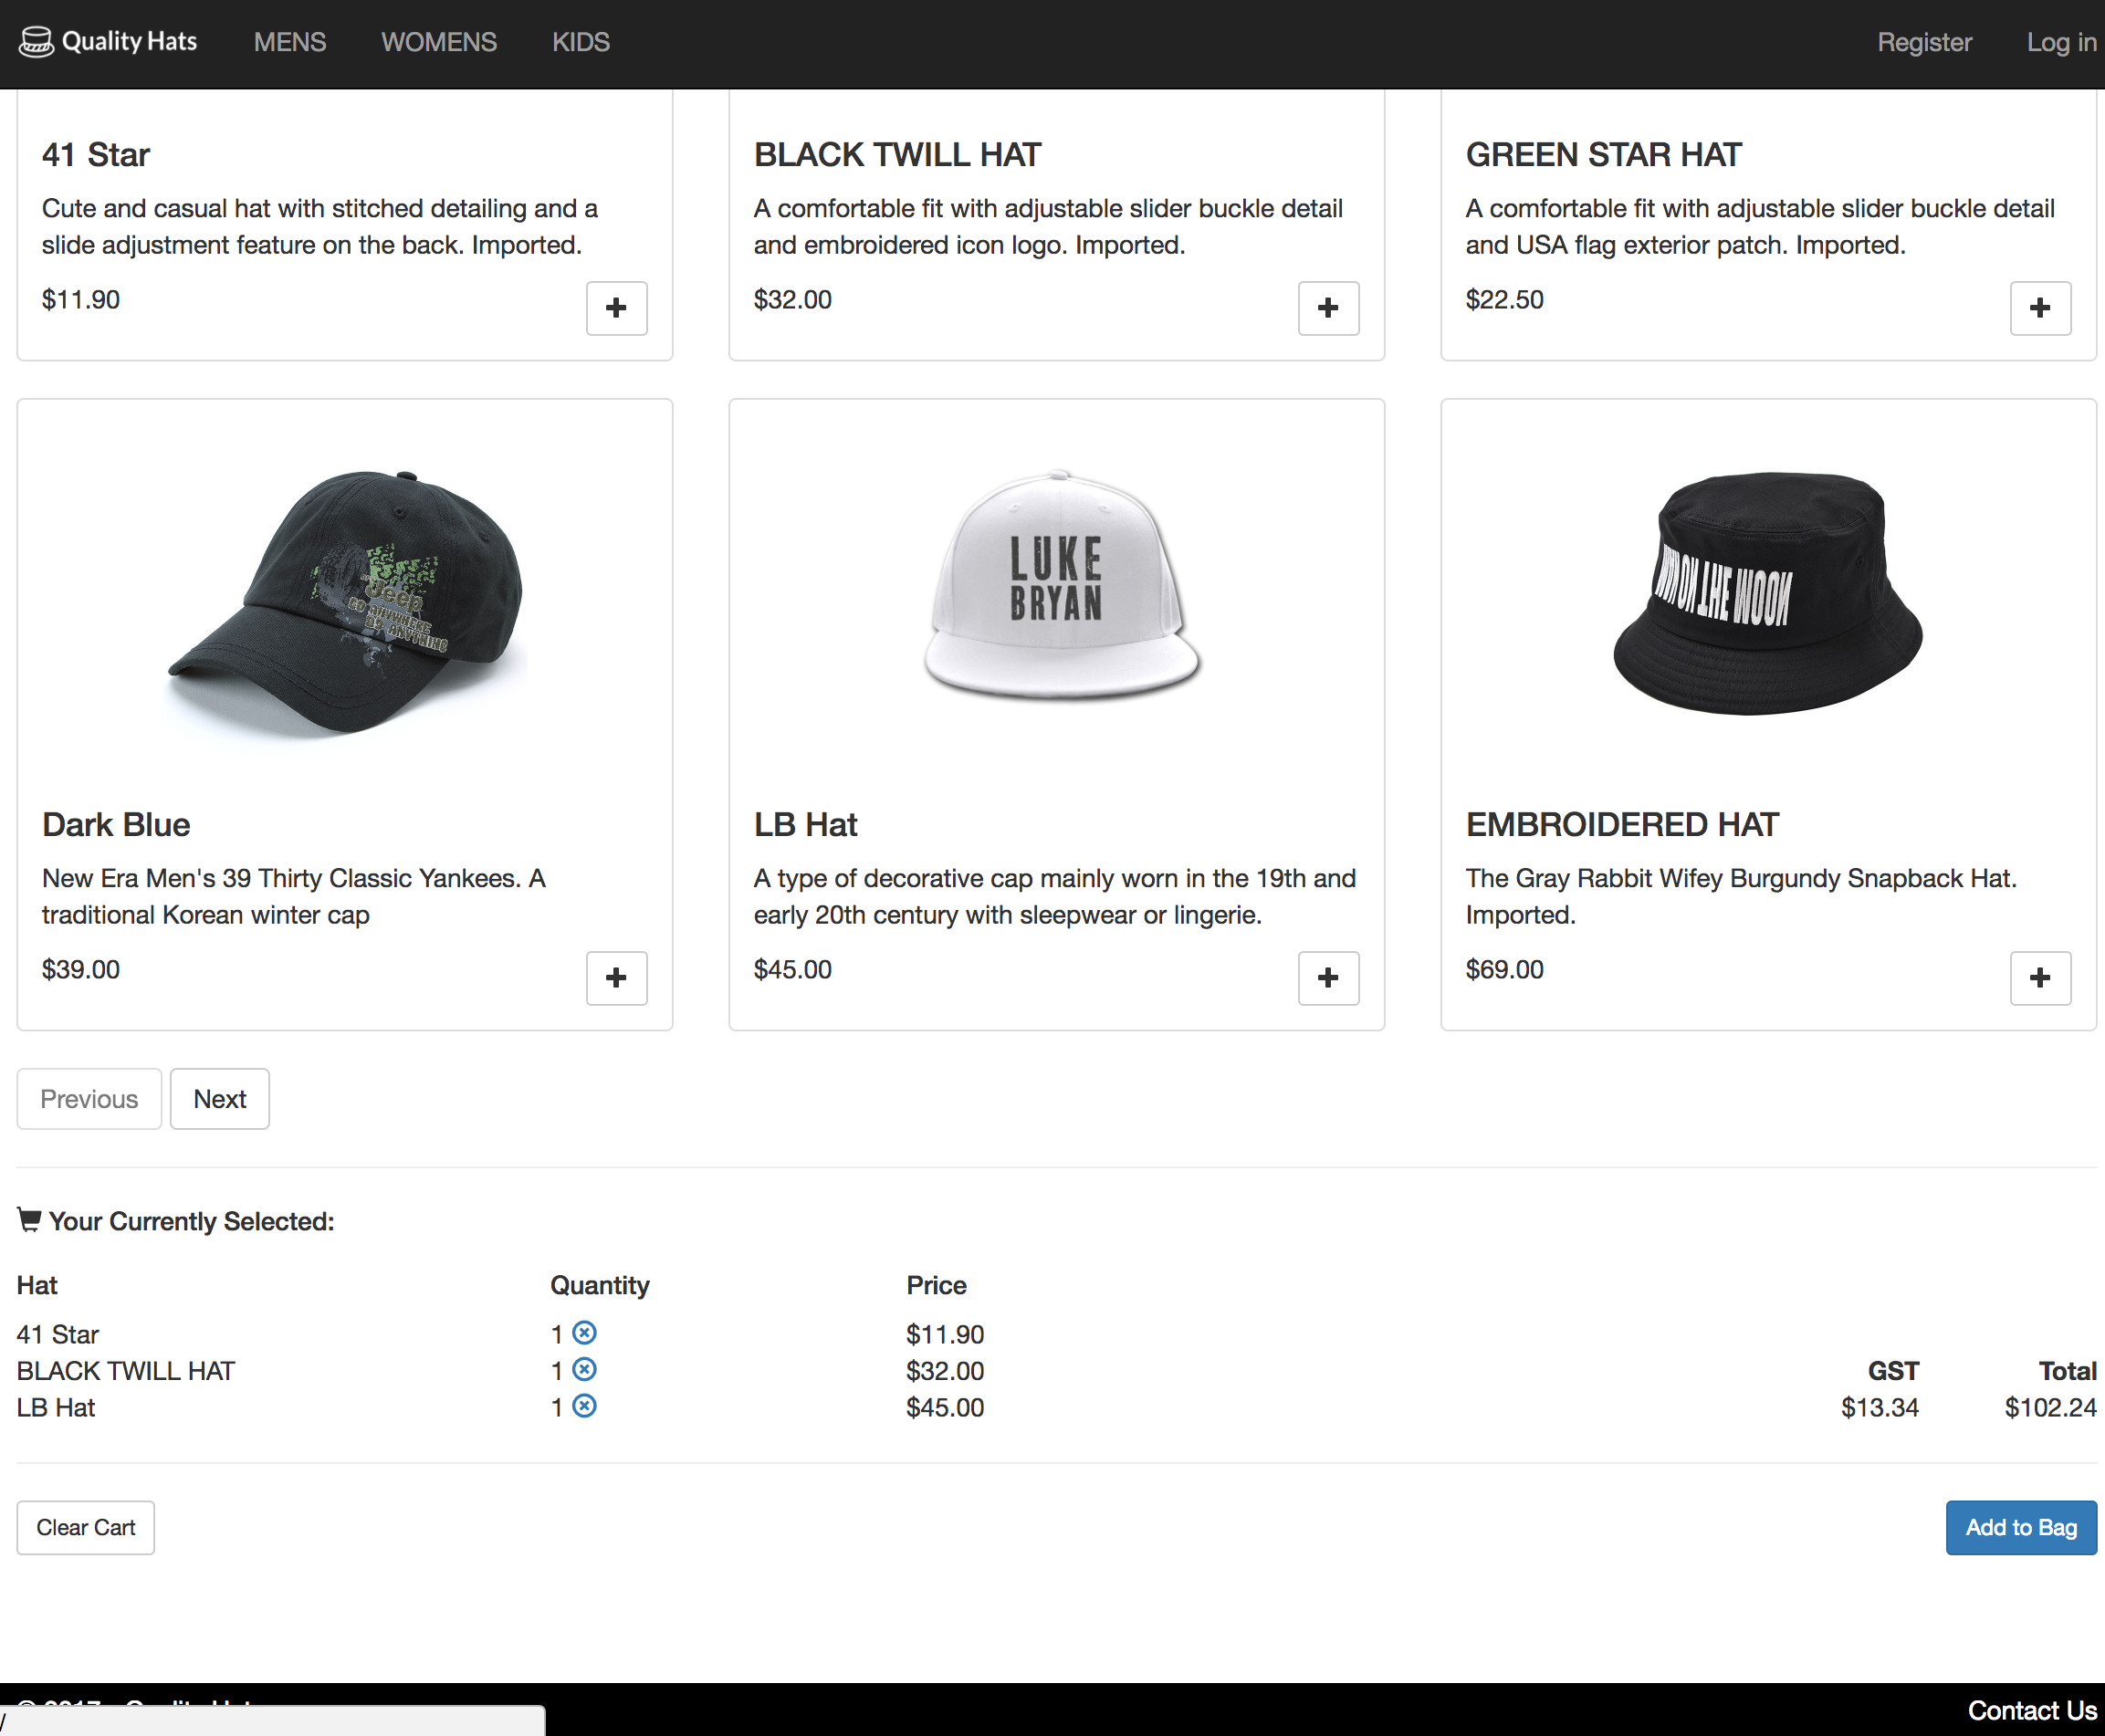 Quality Hats MENS WOMENS KIDS Register Log in
41 Star
Cute and casual hat with stitched detailing and a
slide adjustment feature on the back. Imported.
$11.90
BLACK TWILL HAT
A comfortable fit with adjustable slider buckle detail
and embroidered icon logo. Imported.
$32.00
GREEN STAR HAT
A comfortable fit with adjustable slider buckle detail
and USA flag exterior patch. Imported.
$22.50
Jeep
GO ANYWHERE
DO ANYTHING
Dark Blue
New Era Men's 39 Thirty Classic Yankees. A
traditional Korean winter cap
$39.00
LUKE
BRYAN
LB Hat
A type of decorative cap mainly worn in the 19th and
early 20th century with sleepwear or lingerie.
$45.00
ON THE MOON
EMBROIDERED HAT
The Gray Rabbit Wifey Burgundy Snapback Hat.
Imported.
$69.00
Previous Next
Your Currently Selected:
Hat Quantity Price
41 Star 1 $11.90
BLACK TWILL HAT 1 $32.00 GST Total
LB Hat 1 $45.00 $13.34 $102.24
Clear Cart Add to Bag
Contact Us
/